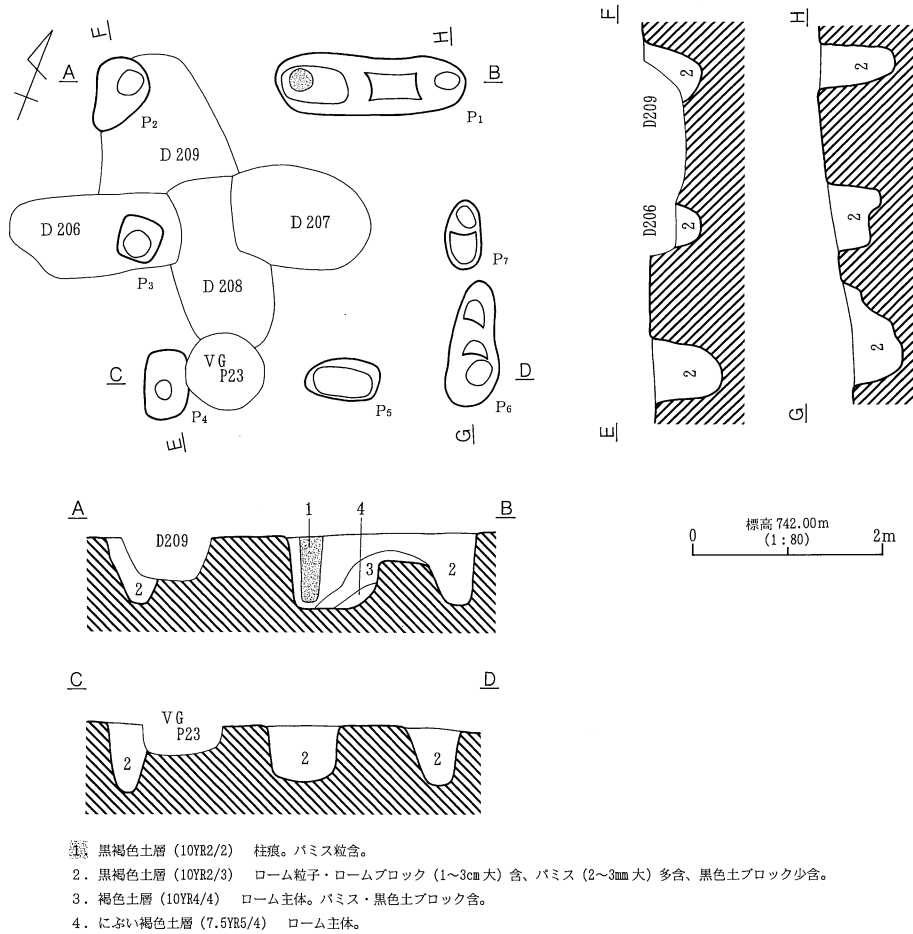 F
A
P2
D 209
H
B
P1
D 206
P3
D 207
D 208
P7
C
VG
P23
P4
E
P5
D
P6
G
F
2
D209
D206
2
2
E
H
2
2
2
G
A
1 4
B
D209
2
3
2
C
D
VG
P23
2
2
2
標高 742.00m
0 (1：80) 2m
1. 黒褐色土層 (10YR2/2) 柱痕。パミス粒含。
2. 黒褐色土層 (10YR2/3) ローム粒子・ロームブロック (1〜3cm 大) 含、パミス (2〜3mm 大) 多含、黒色土ブロック少含。
3. 褐色土層 (10YR4/4) ローム主体。パミス・黒色土ブロック含。
4. にぶい褐色土層 (7.5YR5/4) ローム主体。